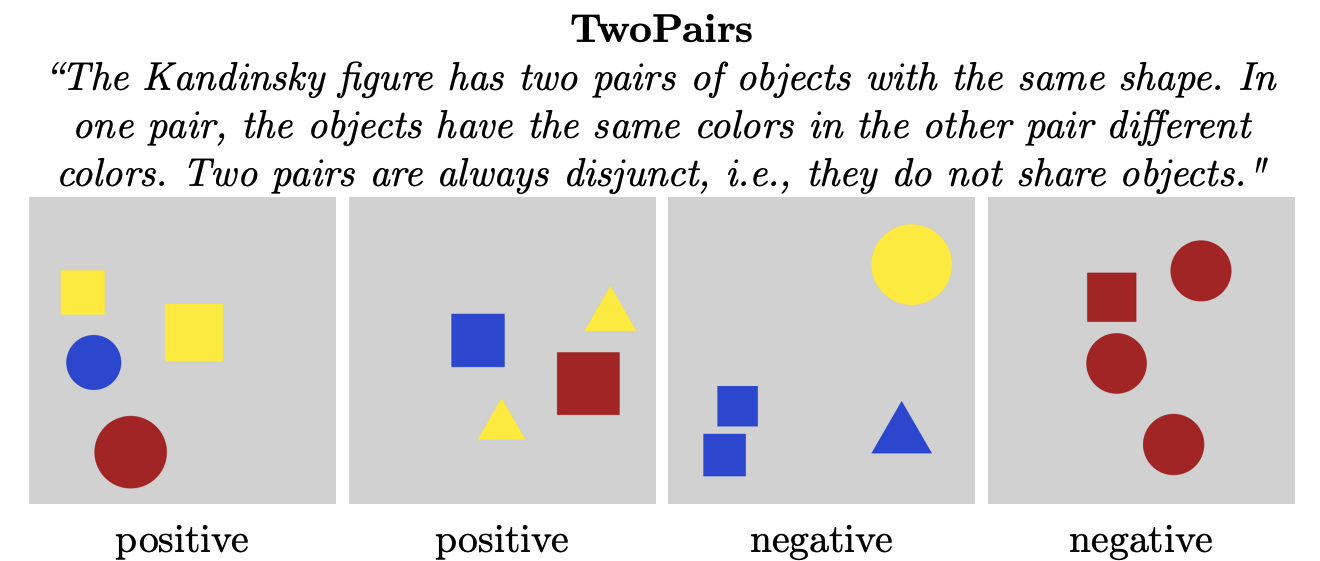 TwoPairs
“The Kandinsky figure has two pairs of objects with the same shape. In
one pair, the objects have the same colors in the other pair different
colors. Two pairs are always disjunct, i.e., they do not share objects."
positive positive negative negative